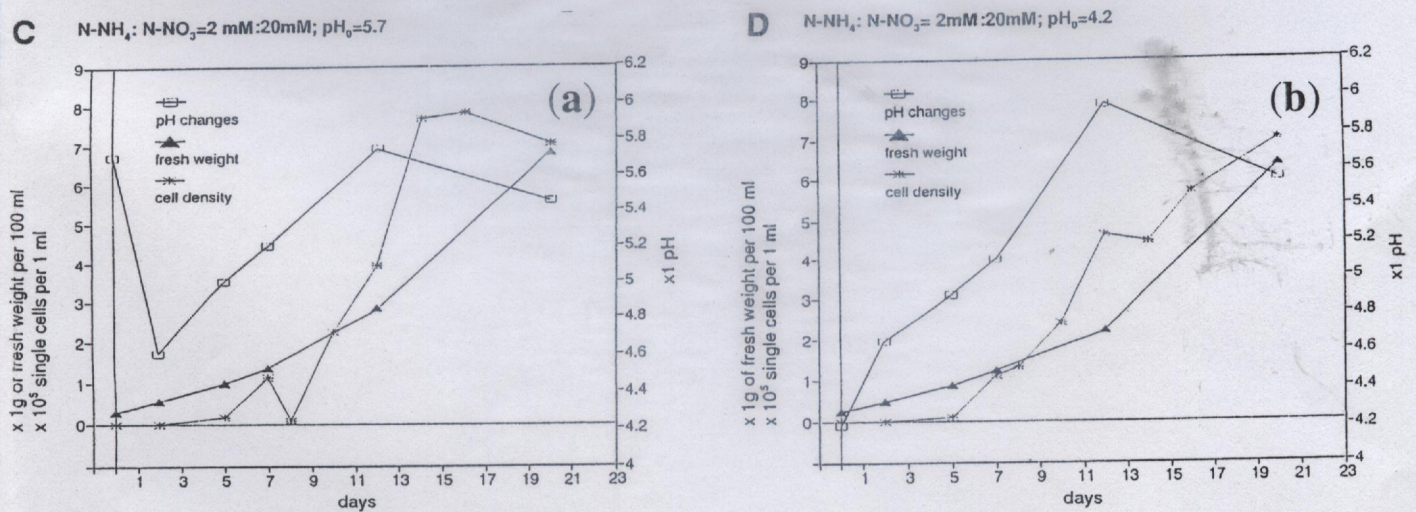 C N-NH₄: N-NO₃=2 mM:20mM; pH₀=5.7
(a)
pH changes
fresh weight
cell density
9
8
7
6
5
4
3
2
1
0
x 1g or fresh weight per 100 ml
x 10⁵ single cells per 1 ml
6.2
6
5.8
5.6
5.4
5.2
5
4.8
4.6
4.4
4.2
4
x1 pH
1 3 5 7 9 11 13 15 17 19 21 23
days
D N-NH₄: N-NO₃= 2mM:20mM; pH₀=4.2
(b)
pH changes
fresh weight
cell density
9
8
7
6
5
4
3
2
1
0
x 1g of fresh weight per 100 ml
x 10⁵ single cells per 1 ml
6.2
6
5.8
5.6
5.4
5.2
5
4.8
4.6
4.4
4.2
4
x1 pH
1 3 5 7 9 11 13 15 17 19 21 23
days